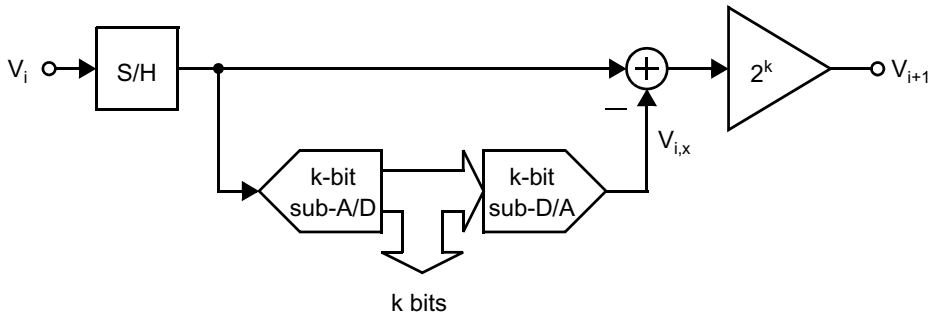 V_i
S/H
+
−
2^k
V_{i+1}
V_{i,x}
k-bit
sub-A/D
k-bit
sub-D/A
k bits